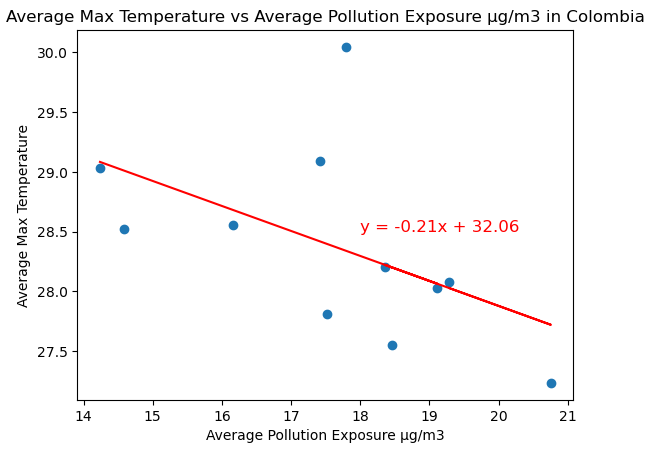 Average Max Temperature vs Average Pollution Exposure µg/m3 in Colombia
30.0
29.5
29.0
28.5
28.0
27.5
Average Max Temperature
y = -0.21x + 32.06
14 15 16 17 18 19 20 21
Average Pollution Exposure µg/m3